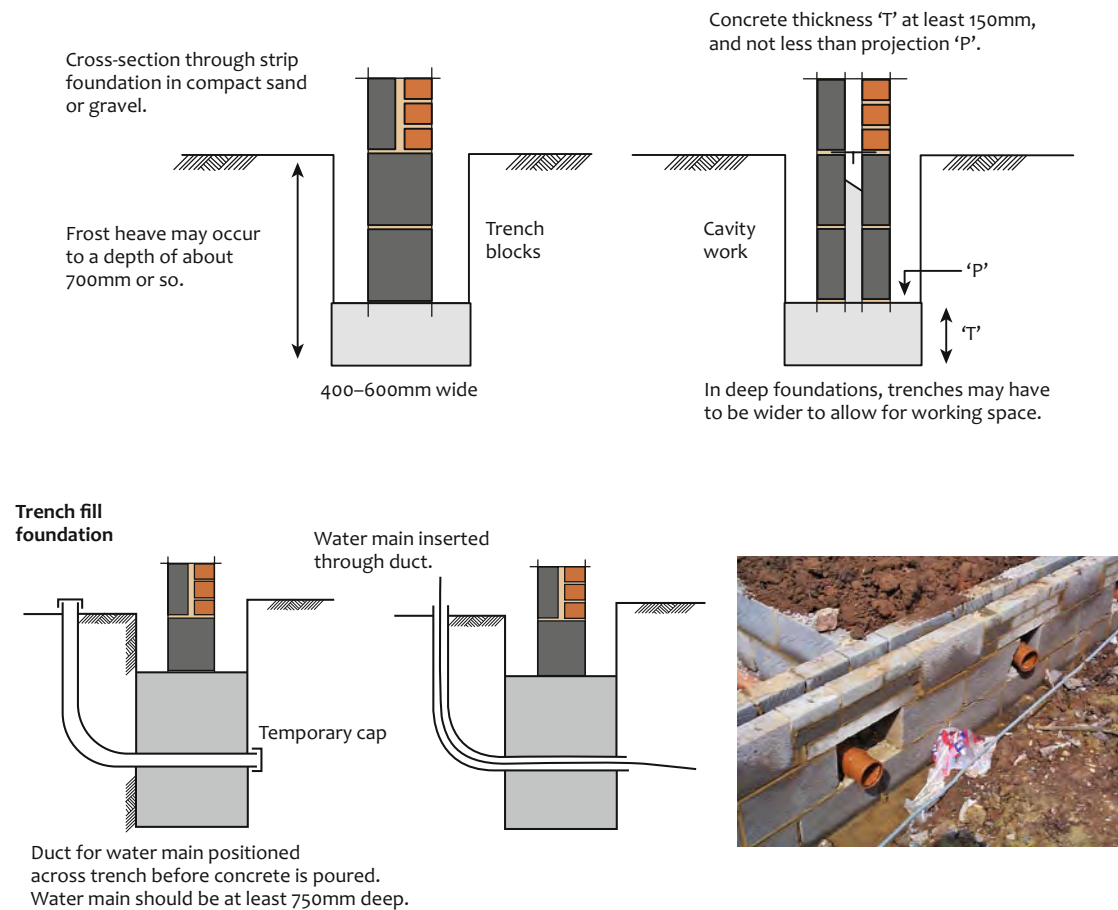 Cross-section through strip
foundation in compact sand
or gravel.
Concrete thickness ‘T’ at least 150mm,
and not less than projection ‘P’.
Frost heave may occur
to a depth of about
700mm or so.
Trench
blocks
Cavity
work
‘P’
‘T’
400–600mm wide
In deep foundations, trenches may have
to be wider to allow for working space.
Trench fill
foundation
Water main inserted
through duct.
Temporary cap
Duct for water main positioned
across trench before concrete is poured.
Water main should be at least 750mm deep.